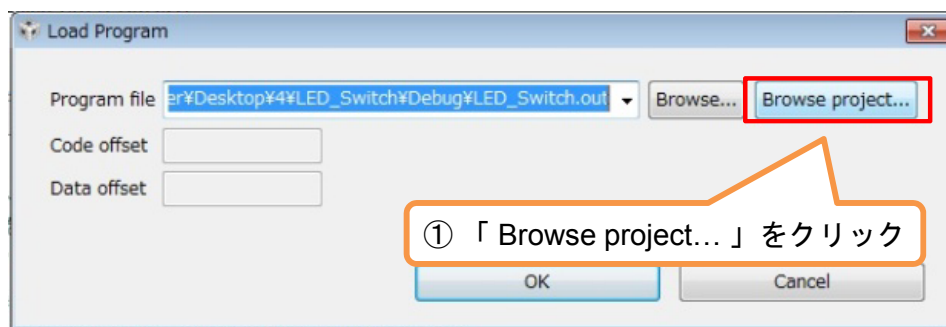 Load Program
Program file er¥Desktop¥4¥LED_Switch¥Debug¥LED_Switch.out Browse... Browse project...
Code offset
Data offset
① 「 Browse project… 」をクリック
OK Cancel